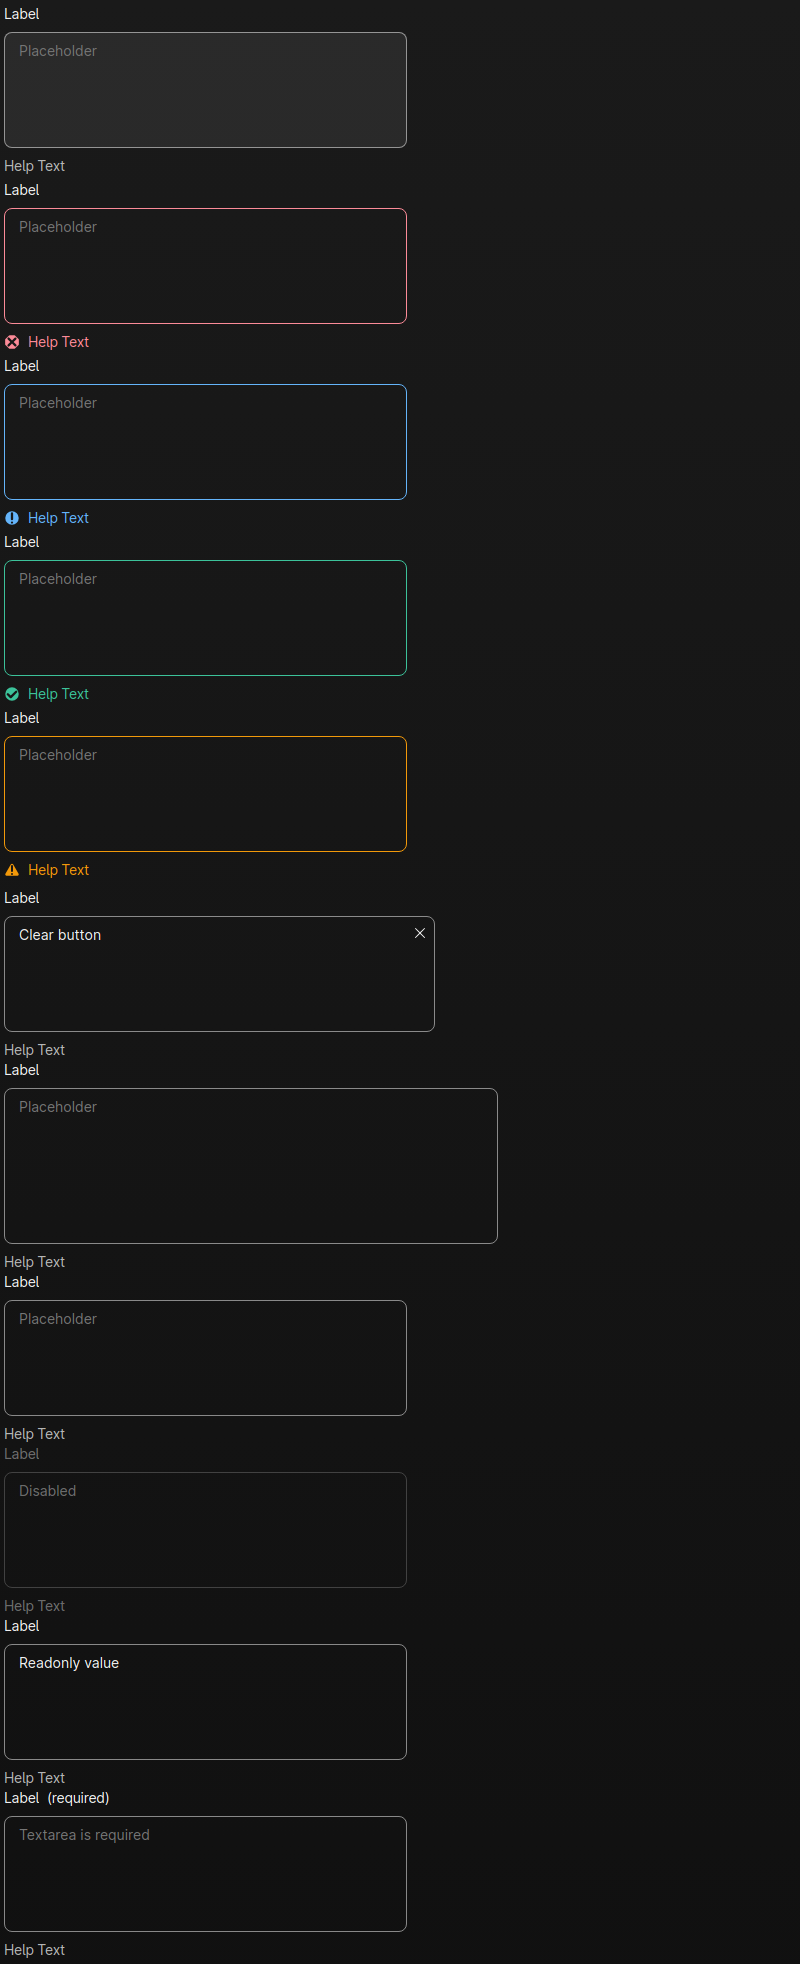 Label
Placeholder
Help Text
Label
Placeholder
Help Text
Label
Placeholder
Help Text
Label
Placeholder
Help Text
Label
Placeholder
Help Text
Label
Clear button
Help Text
Label
Placeholder
Help Text
Label
Placeholder
Help Text
Label
Disabled
Help Text
Label
Readonly value
Help Text
Label (required)
Textarea is required
Help Text